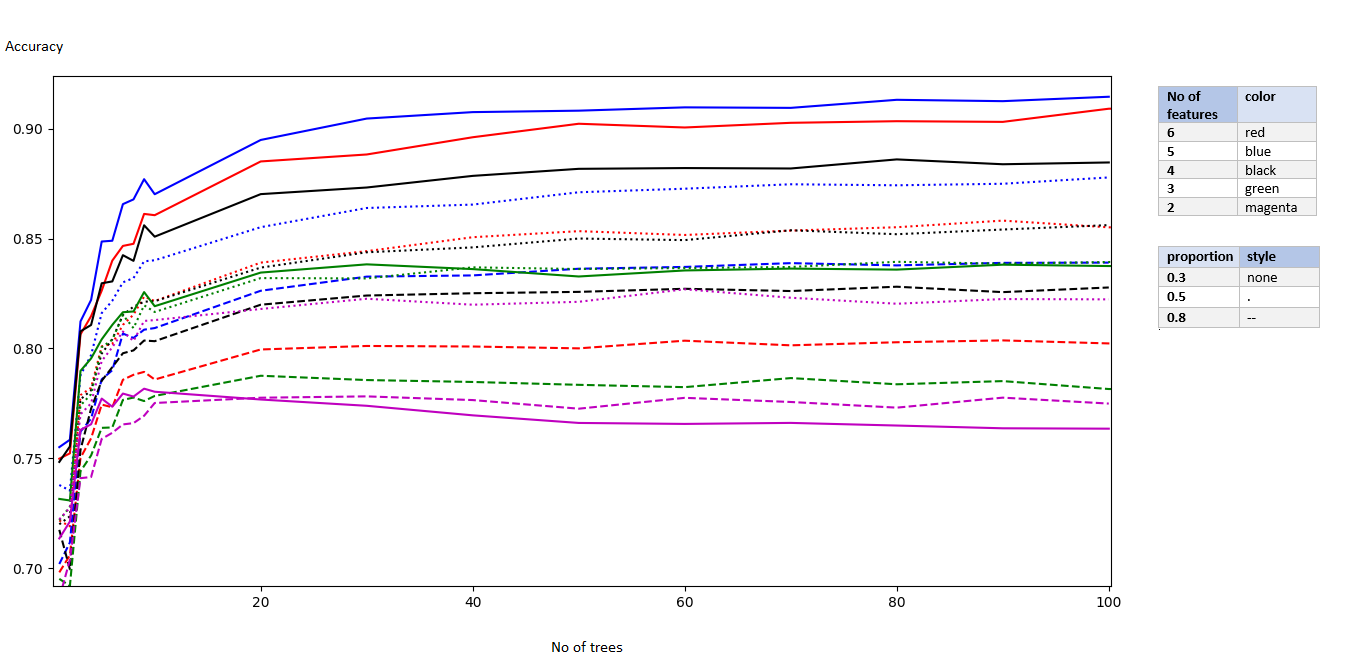 Accuracy
0.90
0.85
0.80
0.75
0.70
20 40 60 80 100
No of trees
No of features color
6 red
5 blue
4 black
3 green
2 magenta
proportion style
0.3 none
0.5 .
0.8 --